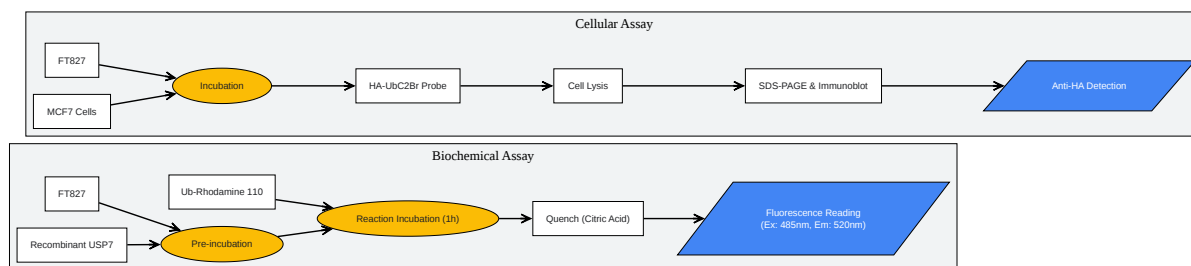 Cellular Assay
FT827
MCF7 Cells
Incubation
HA-UbC2Br Probe
Cell Lysis
SDS-PAGE & Immunoblot
Anti-HA Detection
Biochemical Assay
FT827
Recombinant USP7
Ub-Rhodamine 110
Pre-incubation
Reaction Incubation (1h)
Quench (Citric Acid)
Fluorescence Reading
(Ex: 485nm, Em: 520nm)